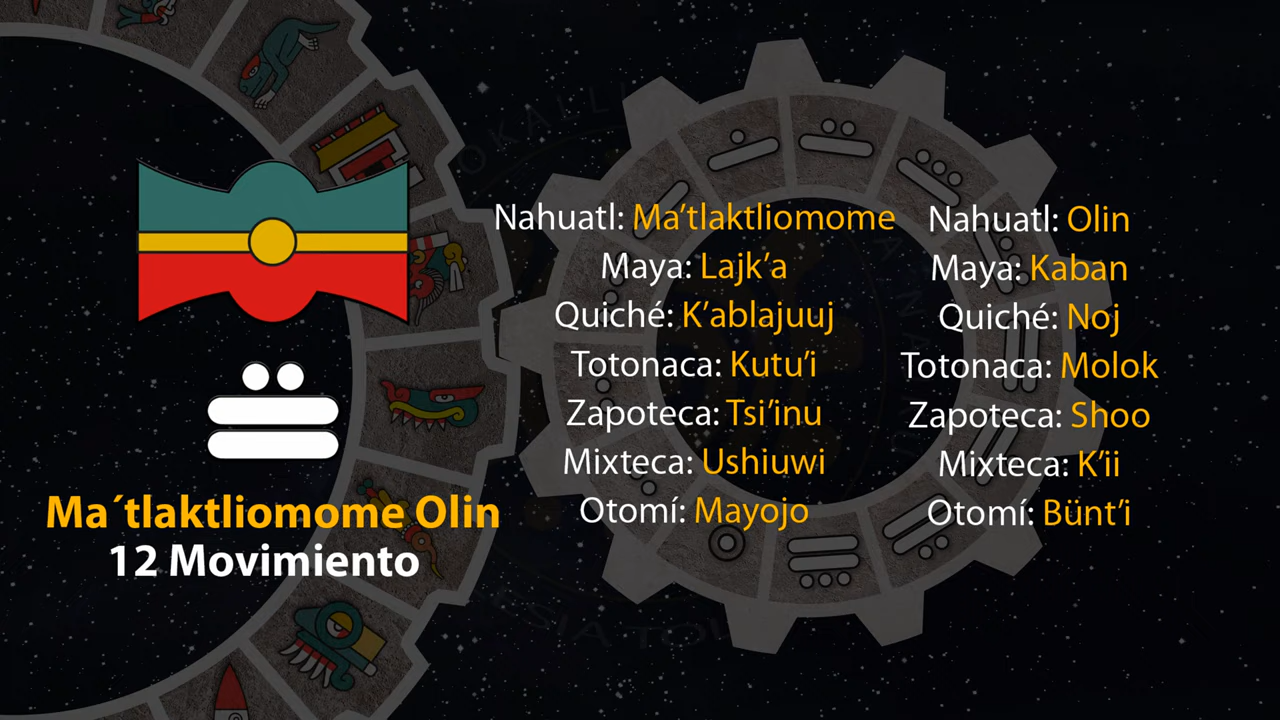 Nahuatl: Ma’tlaktliomome
Maya: Lajk’a
Quiché: K’ablajuuj
Totonaca: Kutu’i
Zapoteca: Tsi’inu
Mixteca: Ushiuwi
Otomí: Mayojo
Nahuatl: Olin
Maya: Kaban
Quiché: Noj
Totonaca: Molok
Zapoteca: Shoo
Mixteca: K’ii
Otomí: Bünt’i
Ma´tlaktliomome Olin
12 Movimiento